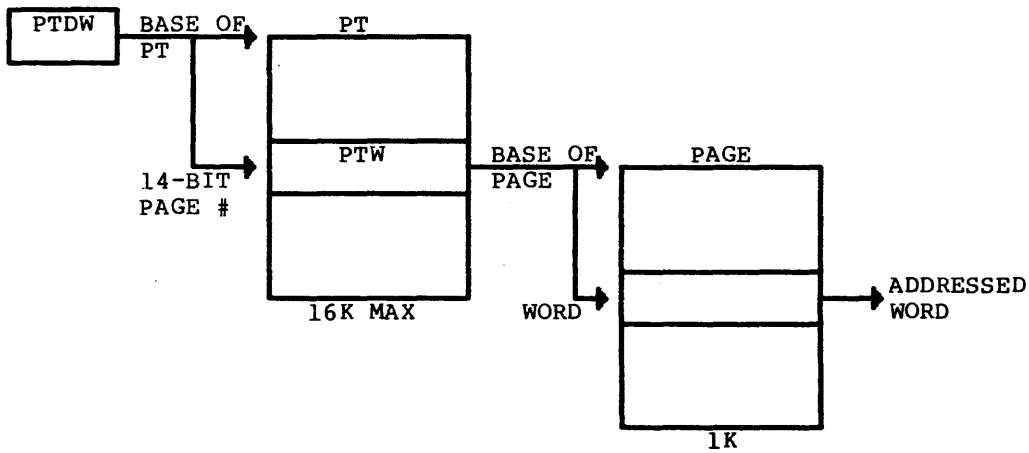 PTDW
BASE OF
PT
PT
PTW
14-BIT
PAGE #
16K MAX
BASE OF
PAGE
PAGE
WORD
ADDRESSED
WORD
1K